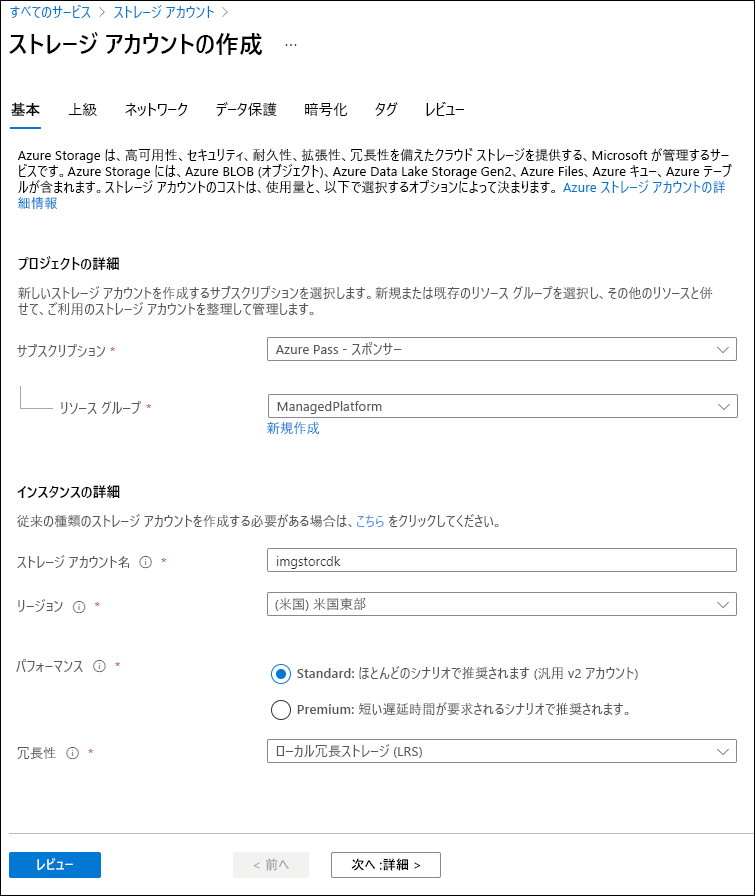 すべてのサービス > ストレージ アカウント >
ストレージ アカウントの作成 …
基本 上級 ネットワーク データ保護 暗号化 タグ レビュー
Azure Storage は、高可用性、セキュリティ、耐久性、拡張性、冗長性を備えたクラウド ストレージを提供する、Microsoft が管理するサー
ビスです。Azure Storage には、Azure BLOB (オブジェクト)、Azure Data Lake Storage Gen2、Azure Files、Azure キュー、Azure テーブ
ルが含まれます。ストレージ アカウントのコストは、使用量と、以下で選択するオプションによって決まります。 Azure ストレージ アカウントの詳
細情報
プロジェクトの詳細
新しいストレージ アカウントを作成するサブスクリプションを選択します。新規または既存のリソース グループを選択し、その他のリソースと併
せて、ご利用のストレージ アカウントを整理して管理します。
サブスクリプション * Azure Pass - スポンサー
リソース グループ * ManagedPlatform
新規作成
インスタンスの詳細
従来の種類のストレージ アカウントを作成する必要がある場合は、こちら をクリックしてください。
ストレージ アカウント名 * imgstorcdk
リージョン * (米国) 米国東部
パフォーマンス * Standard: ほとんどのシナリオで推奨されます (汎用 v2 アカウント)
Premium: 短い遅延時間が要求されるシナリオで推奨されます。
冗長性 * ローカル冗長ストレージ (LRS)
レビュー < 前へ 次へ :詳細 >